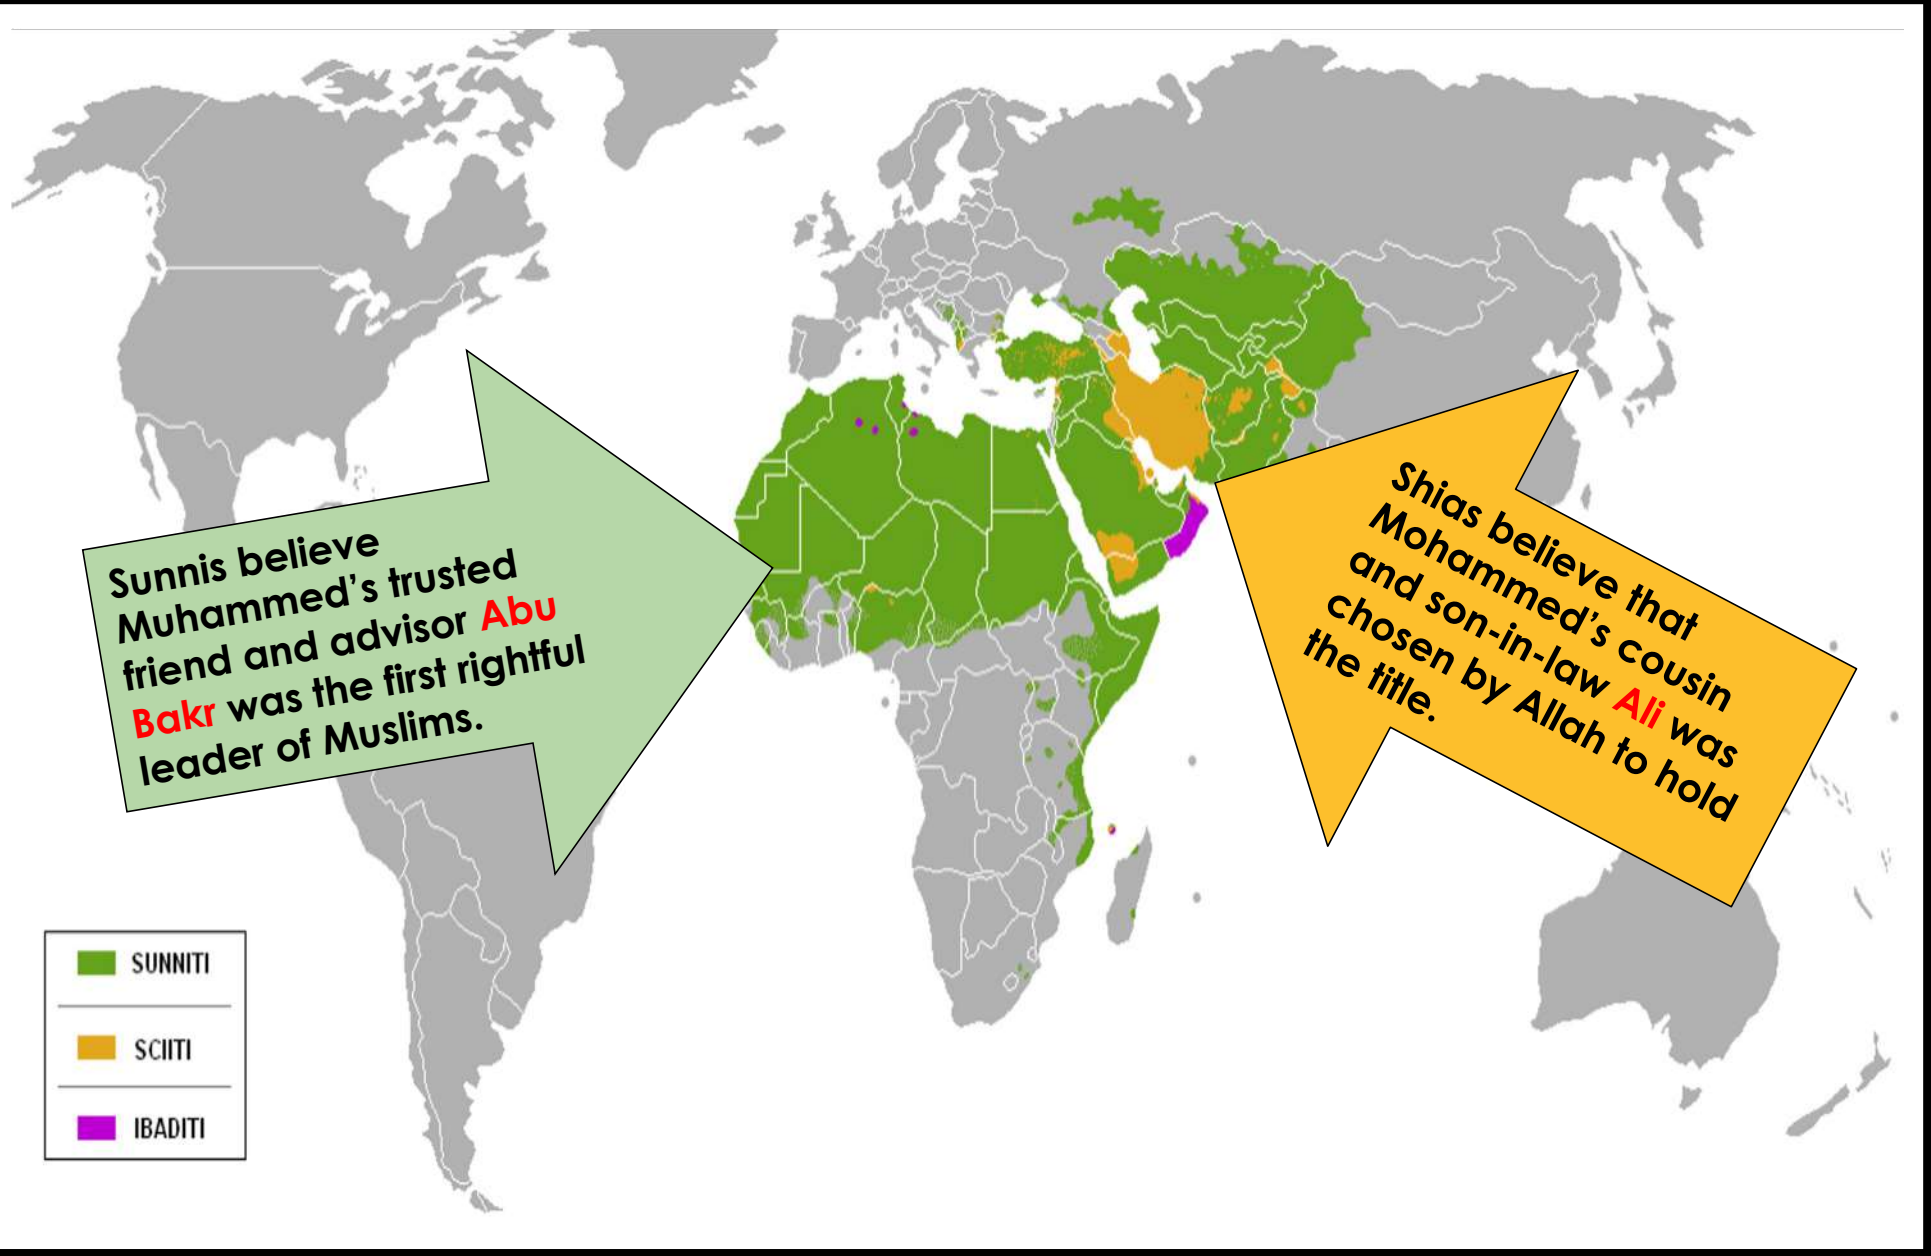 Sunnis believe
Muhammed’s trusted
friend and advisor Abu
Bakr was the first rightful
leader of Muslims.
Shias believe that
Mohammed’s cousin
and son-in-law Ali was
chosen by Allah to hold
the title.
SUNNITI
SCIITI
IBADITI